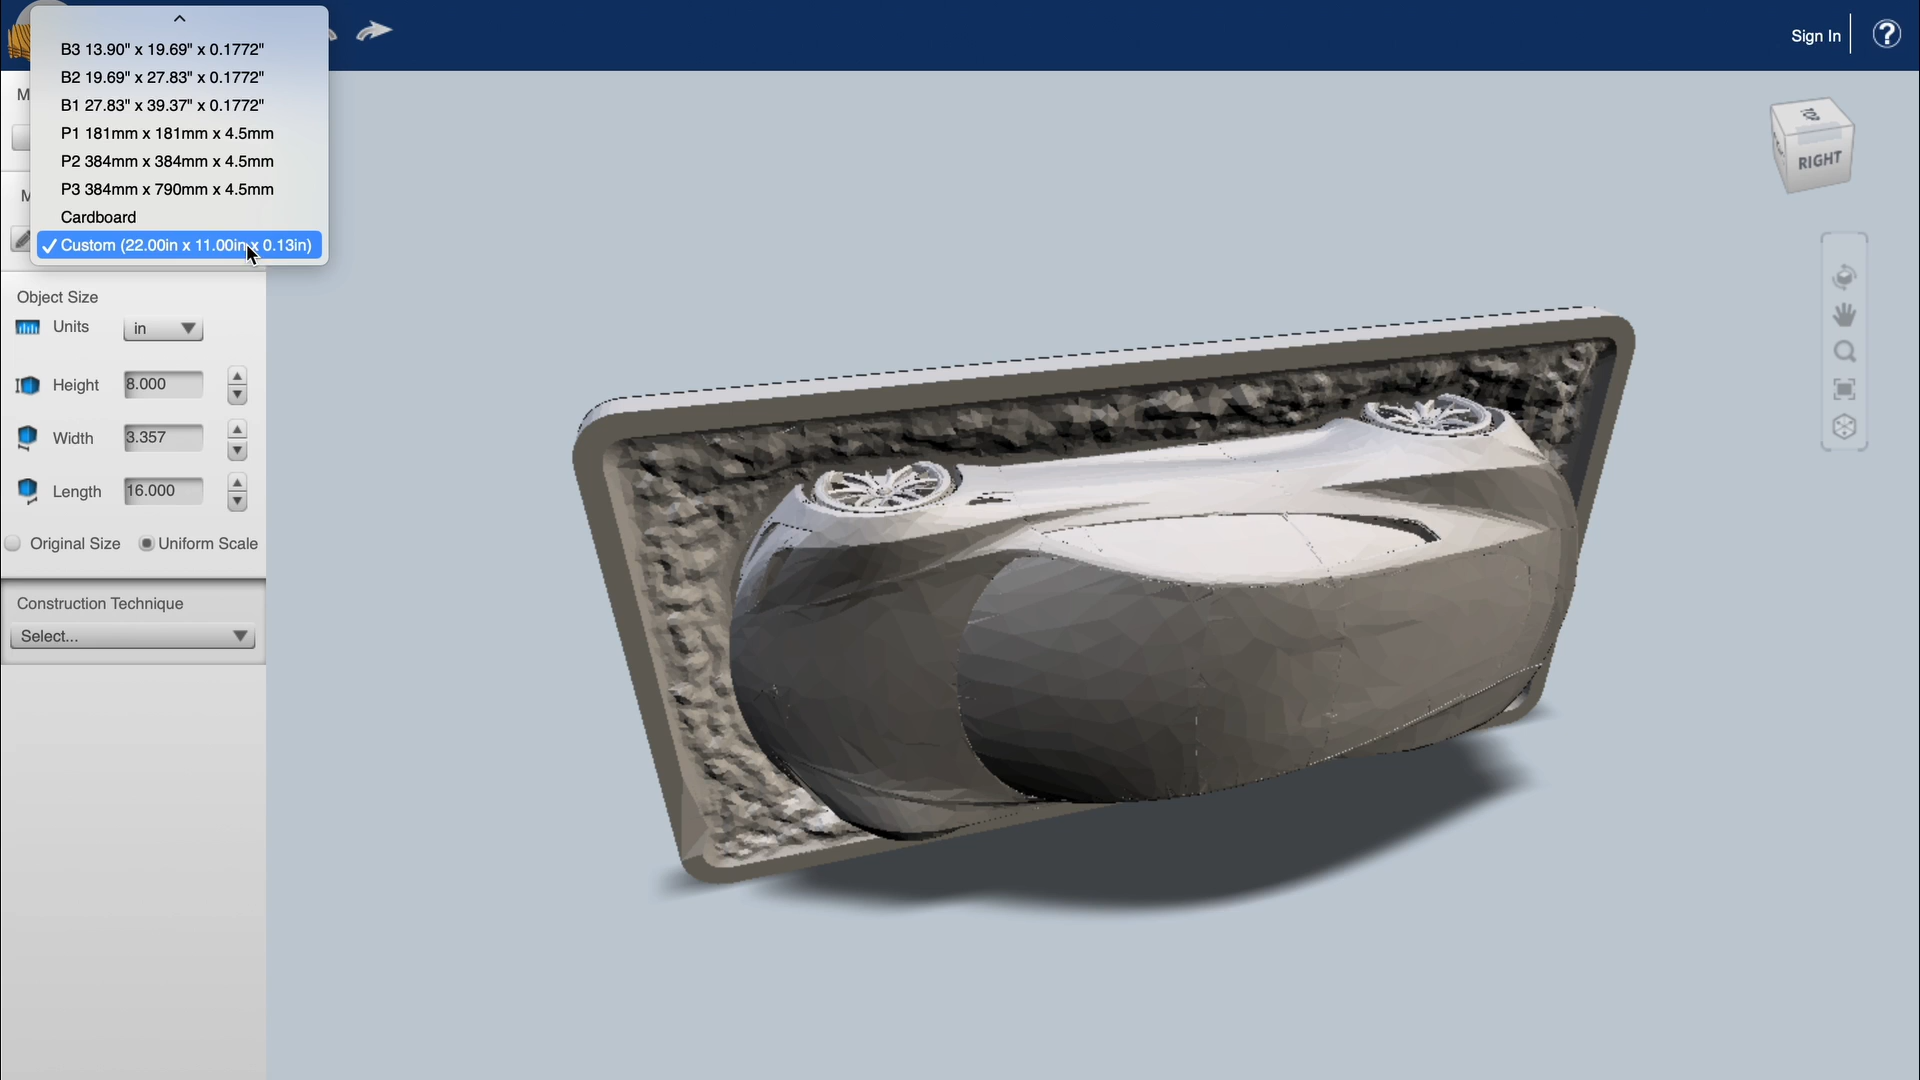 B3 13.90" x 19.69" x 0.1772"
B2 19.69" x 27.83" x 0.1772"
B1 27.83" x 39.37" x 0.1772"
P1 181mm x 181mm x 4.5mm
P2 384mm x 384mm x 4.5mm
P3 384mm x 790mm x 4.5mm
Cardboard
Custom (22.00in x 11.00in x 0.13in)
Sign In
?
TOP
RIGHT
M
M
Object Size
Units in
Height 8.000
Width 3.357
Length 16.000
Original Size Uniform Scale
Construction Technique
Select...